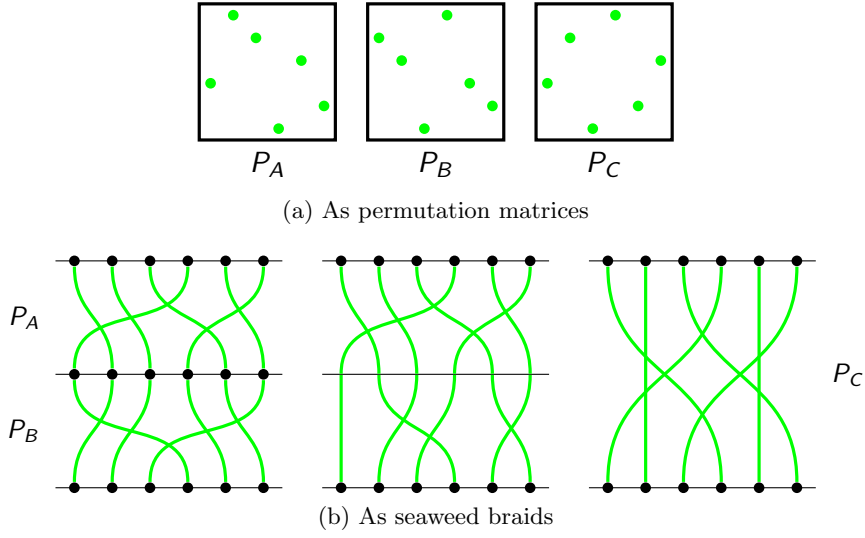 P_A P_B P_C
(a) As permutation matrices
P_A
P_C
P_B
(b) As seaweed braids